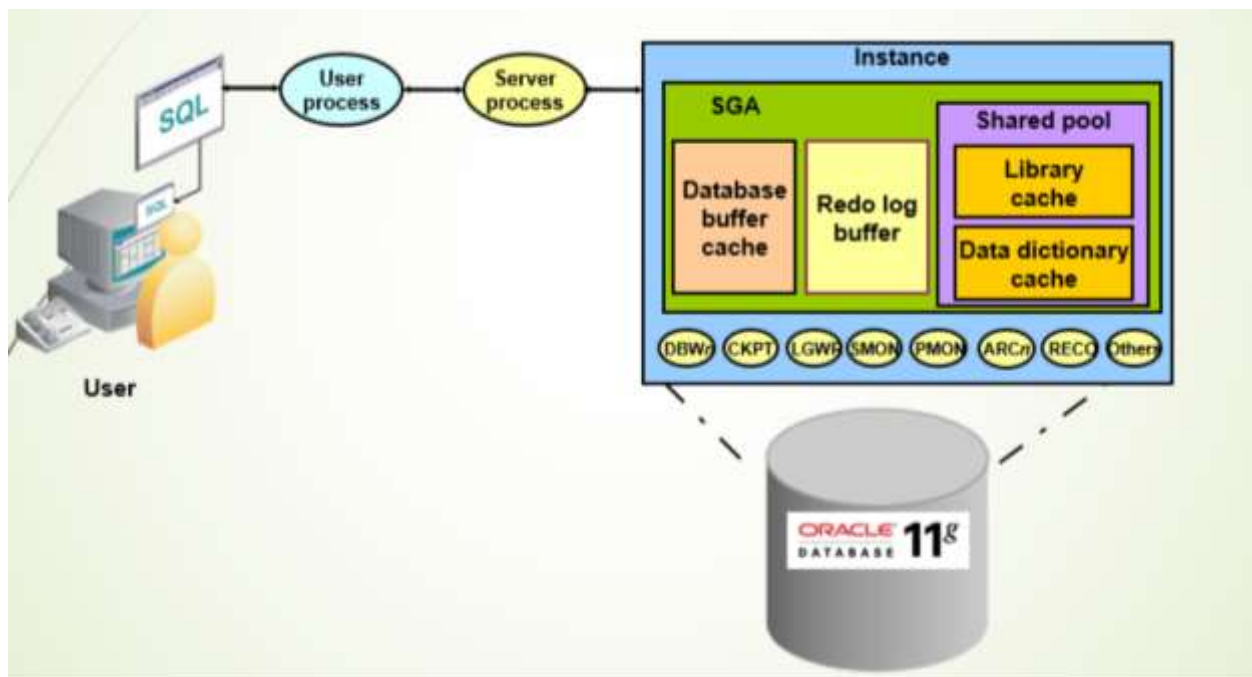 SQL
SQL
User
User
process
Server
process
Instance
SGA
Database
buffer
cache
Redo log
buffer
Shared pool
Library
cache
Data dictionary
cache
DBWn
CKPT
LGWR
SMON
PMON
ARCn
RECO
Others
ORACLE
DATABASE
11g